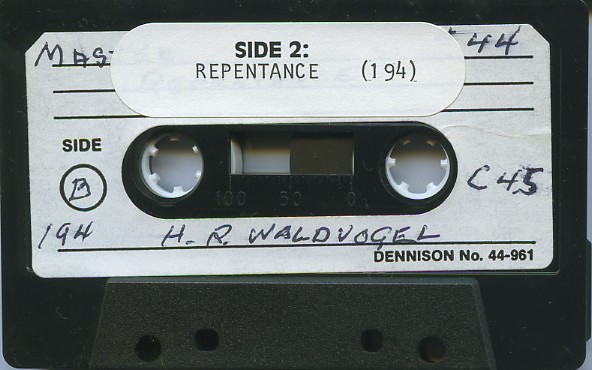 SIDE 2:
44
REPENTANCE (194)
SIDE
B
100 50 0
C45
194 H. R. WALDVOGEL
DENNISON No. 44-961